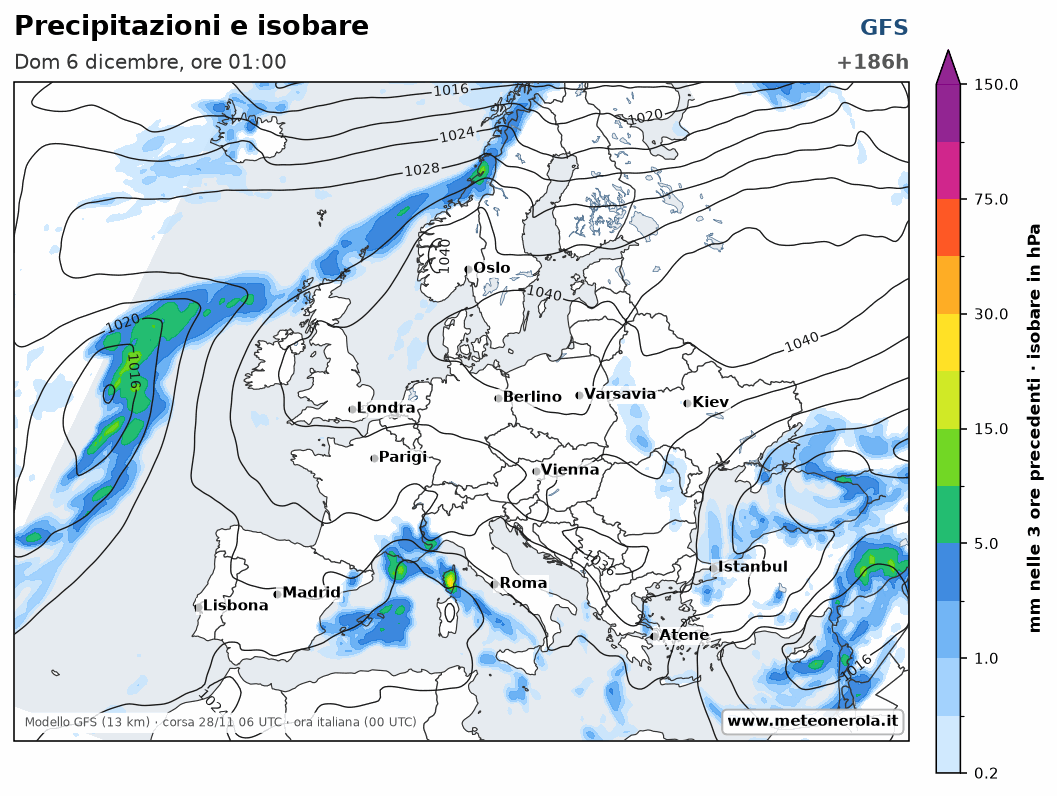 Precipitazioni e isobare
GFS
Dom 6 dicembre, ore 01:00
+186h
1016
1020
1024
1028
1040
Oslo
1040
1020
1016
1040
Londra
Berlino
Varsavia
Kiev
Parigi
Vienna
1036
Madrid
Lisbona
Roma
Istanbul
Atene
1016
Modello GFS (13 km) · corsa 28/11 06 UTC · ora italiana (00 UTC)
www.meteonerola.it
150.0
75.0
30.0
15.0
5.0
1.0
0.2
mm nelle 3 ore precedenti · isobare in hPa